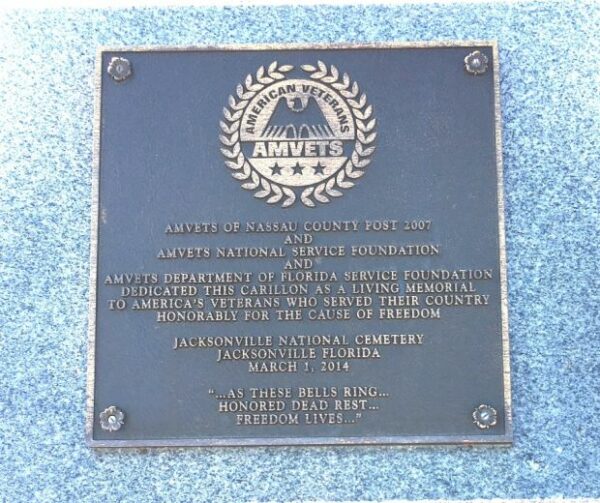 AMERICAN VETERANS
AMVETS
AMVETS OF NASSAU COUNTY POST 2007
AND
AMVETS NATIONAL SERVICE FOUNDATION
AND
AMVETS DEPARTMENT OF FLORIDA SERVICE FOUNDATION
DEDICATED THIS CARILLON AS A LIVING MEMORIAL
TO AMERICA'S VETERANS WHO SERVED THEIR COUNTRY
HONORABLY FOR THE CAUSE OF FREEDOM
JACKSONVILLE NATIONAL CEMETERY
JACKSONVILLE FLORIDA
MARCH 1, 2014
"...AS THESE BELLS RING...
HONORED DEAD REST...
FREEDOM LIVES..."